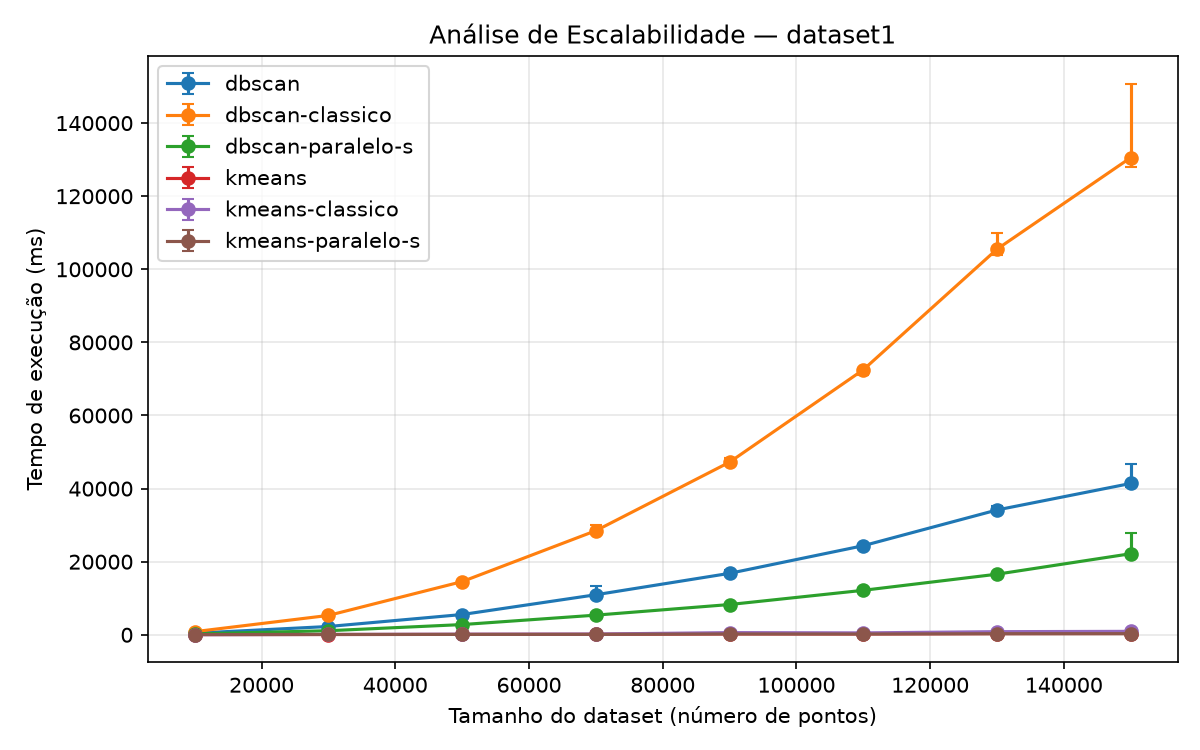 Análise de Escalabilidade — dataset1
dbscan
dbscan-classico
dbscan-paralelo-s
kmeans
kmeans-classico
kmeans-paralelo-s
Tempo de execução (ms)
140000
120000
100000
80000
60000
40000
20000
0
20000 40000 60000 80000 100000 120000 140000
Tamanho do dataset (número de pontos)